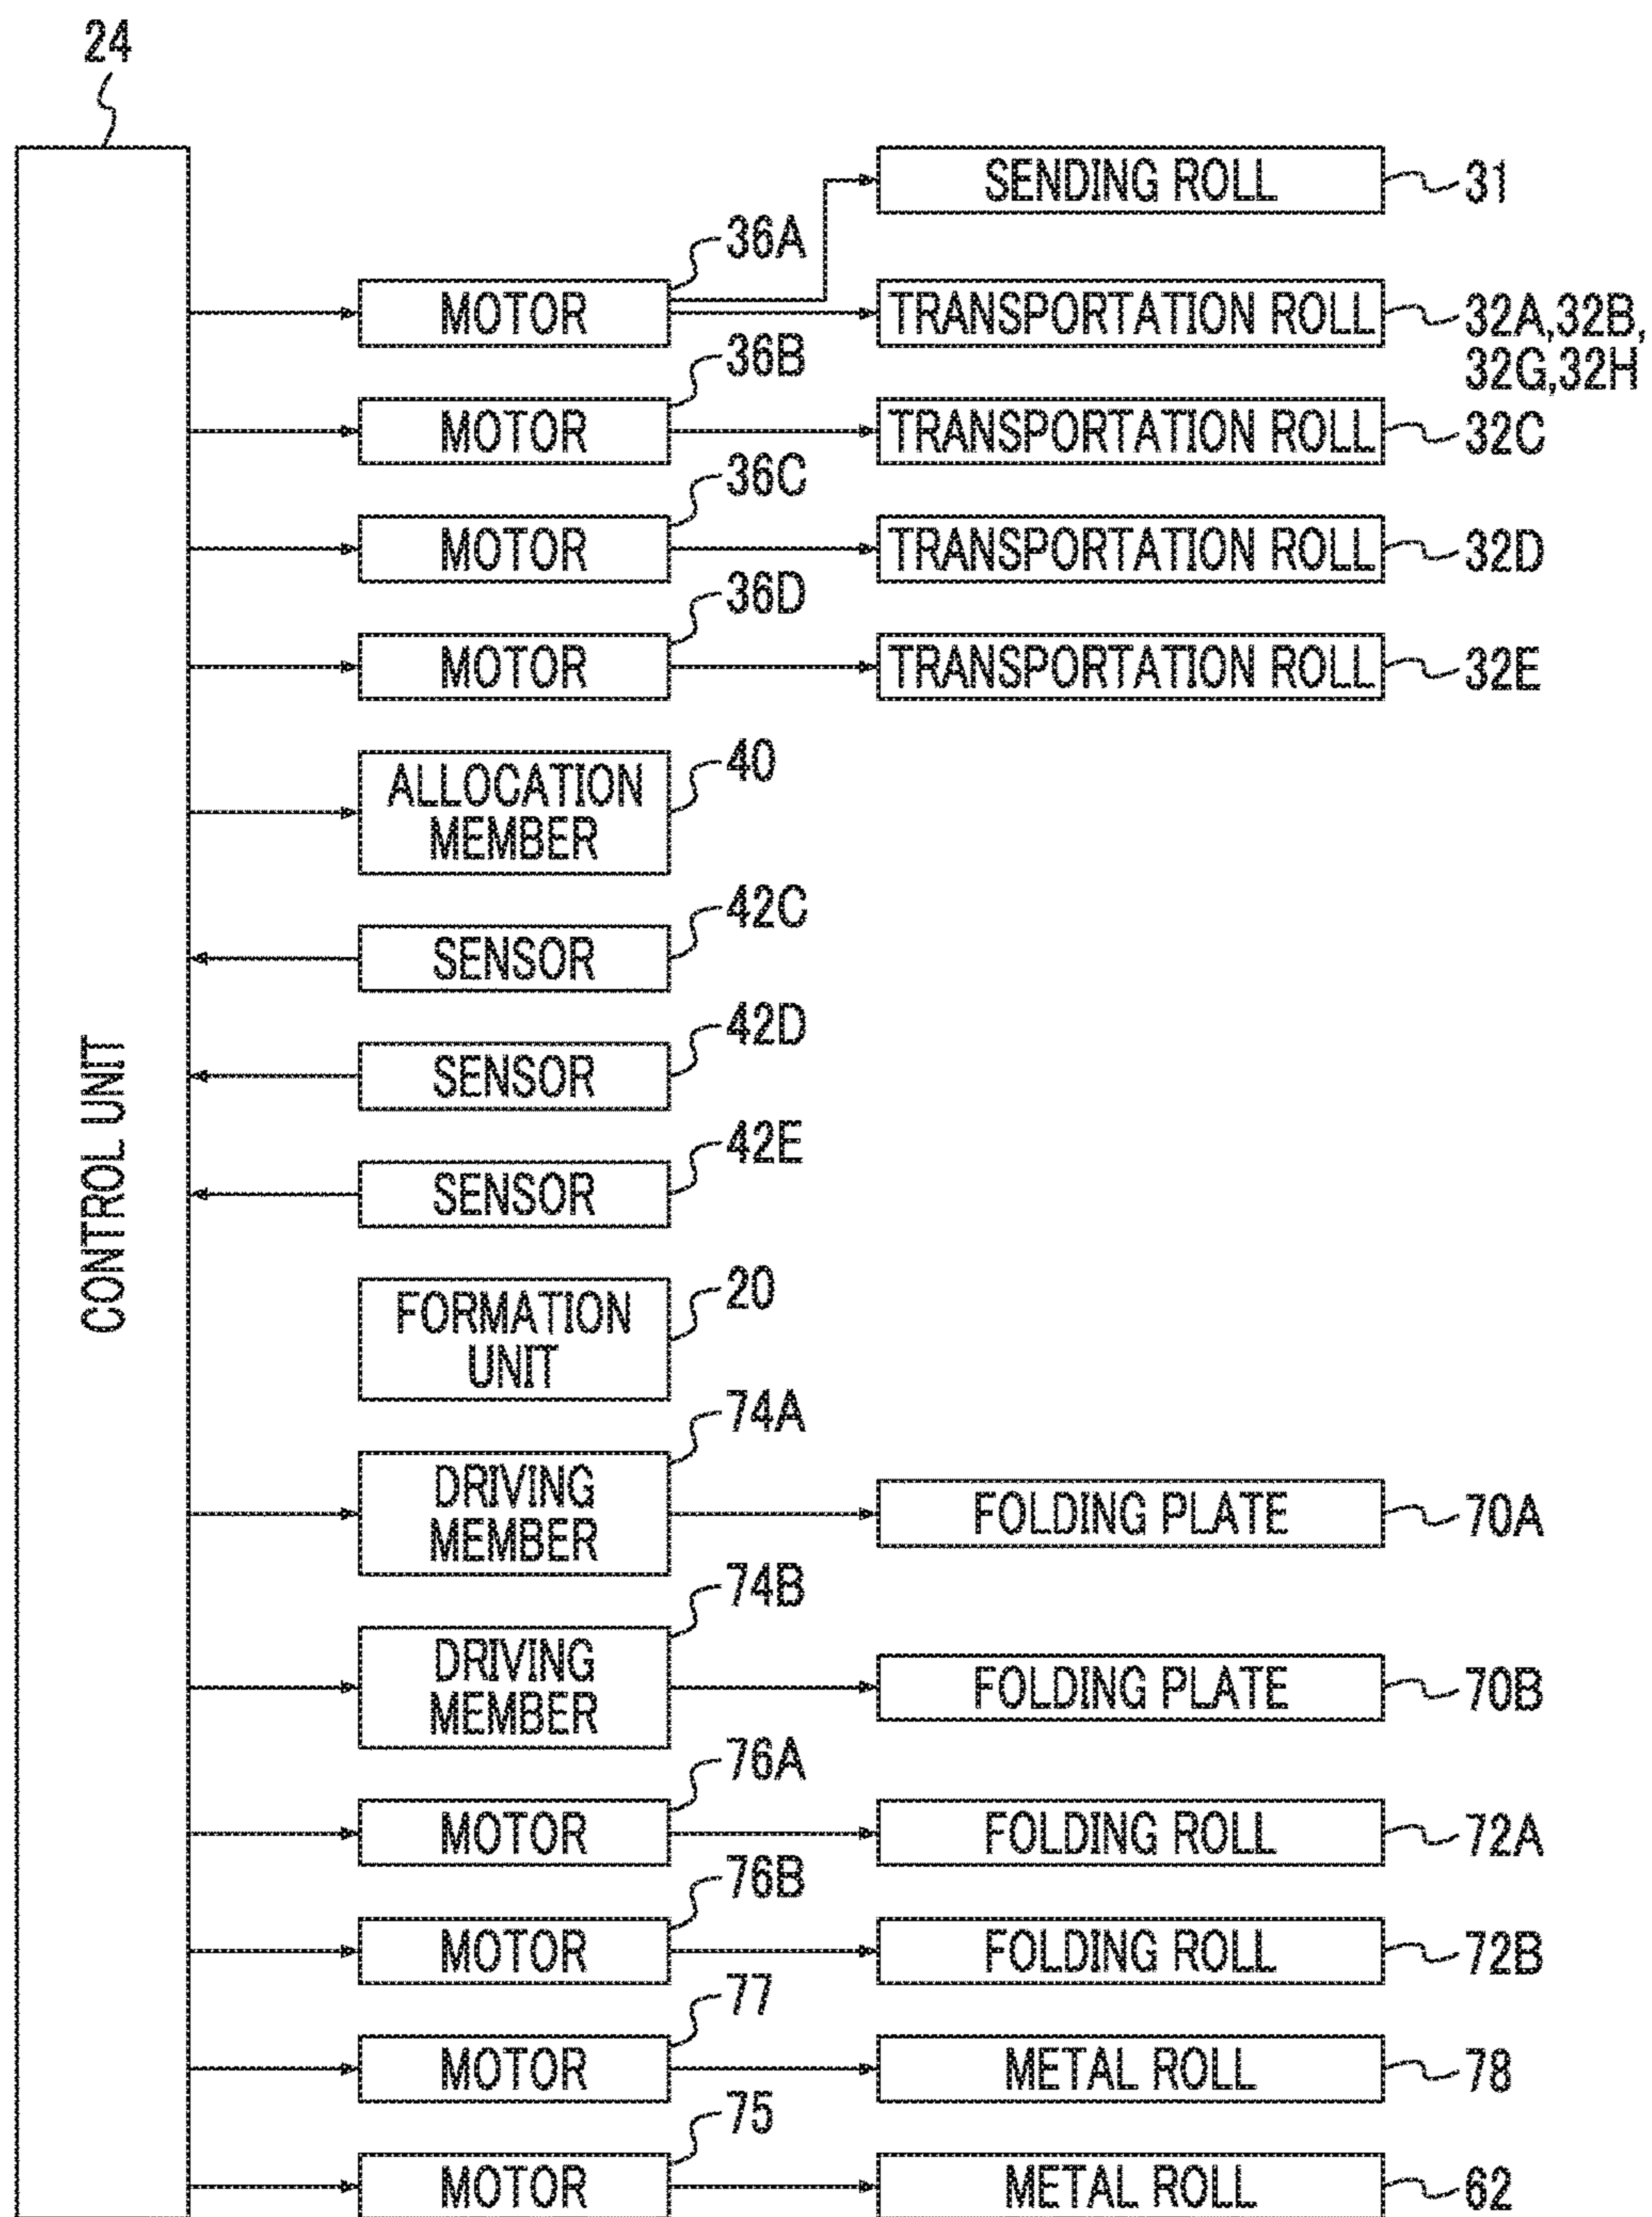 24
CONTROL UNIT
SENDING ROLL
31
36A
MOTOR
TRANSPORTATION ROLL
32A,32B,
32G,32H
36B
MOTOR
TRANSPORTATION ROLL
32C
36C
MOTOR
TRANSPORTATION ROLL
32D
36D
MOTOR
TRANSPORTATION ROLL
32E
40
ALLOCATION
MEMBER
42C
SENSOR
42D
SENSOR
42E
SENSOR
20
FORMATION
UNIT
74A
DRIVING
MEMBER
FOLDING PLATE
70A
74B
DRIVING
MEMBER
FOLDING PLATE
70B
76A
MOTOR
FOLDING ROLL
72A
76B
MOTOR
FOLDING ROLL
72B
77
MOTOR
METAL ROLL
78
75
MOTOR
METAL ROLL
62